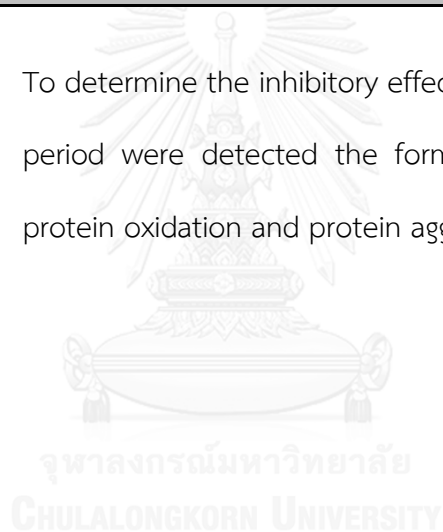 To determine the inhibitory effec
period were detected the form
protein oxidation and protein agg
จุฬาลงกรณ์มหาวิทยาลัย
CHULALONGKORN UNIVERSITY